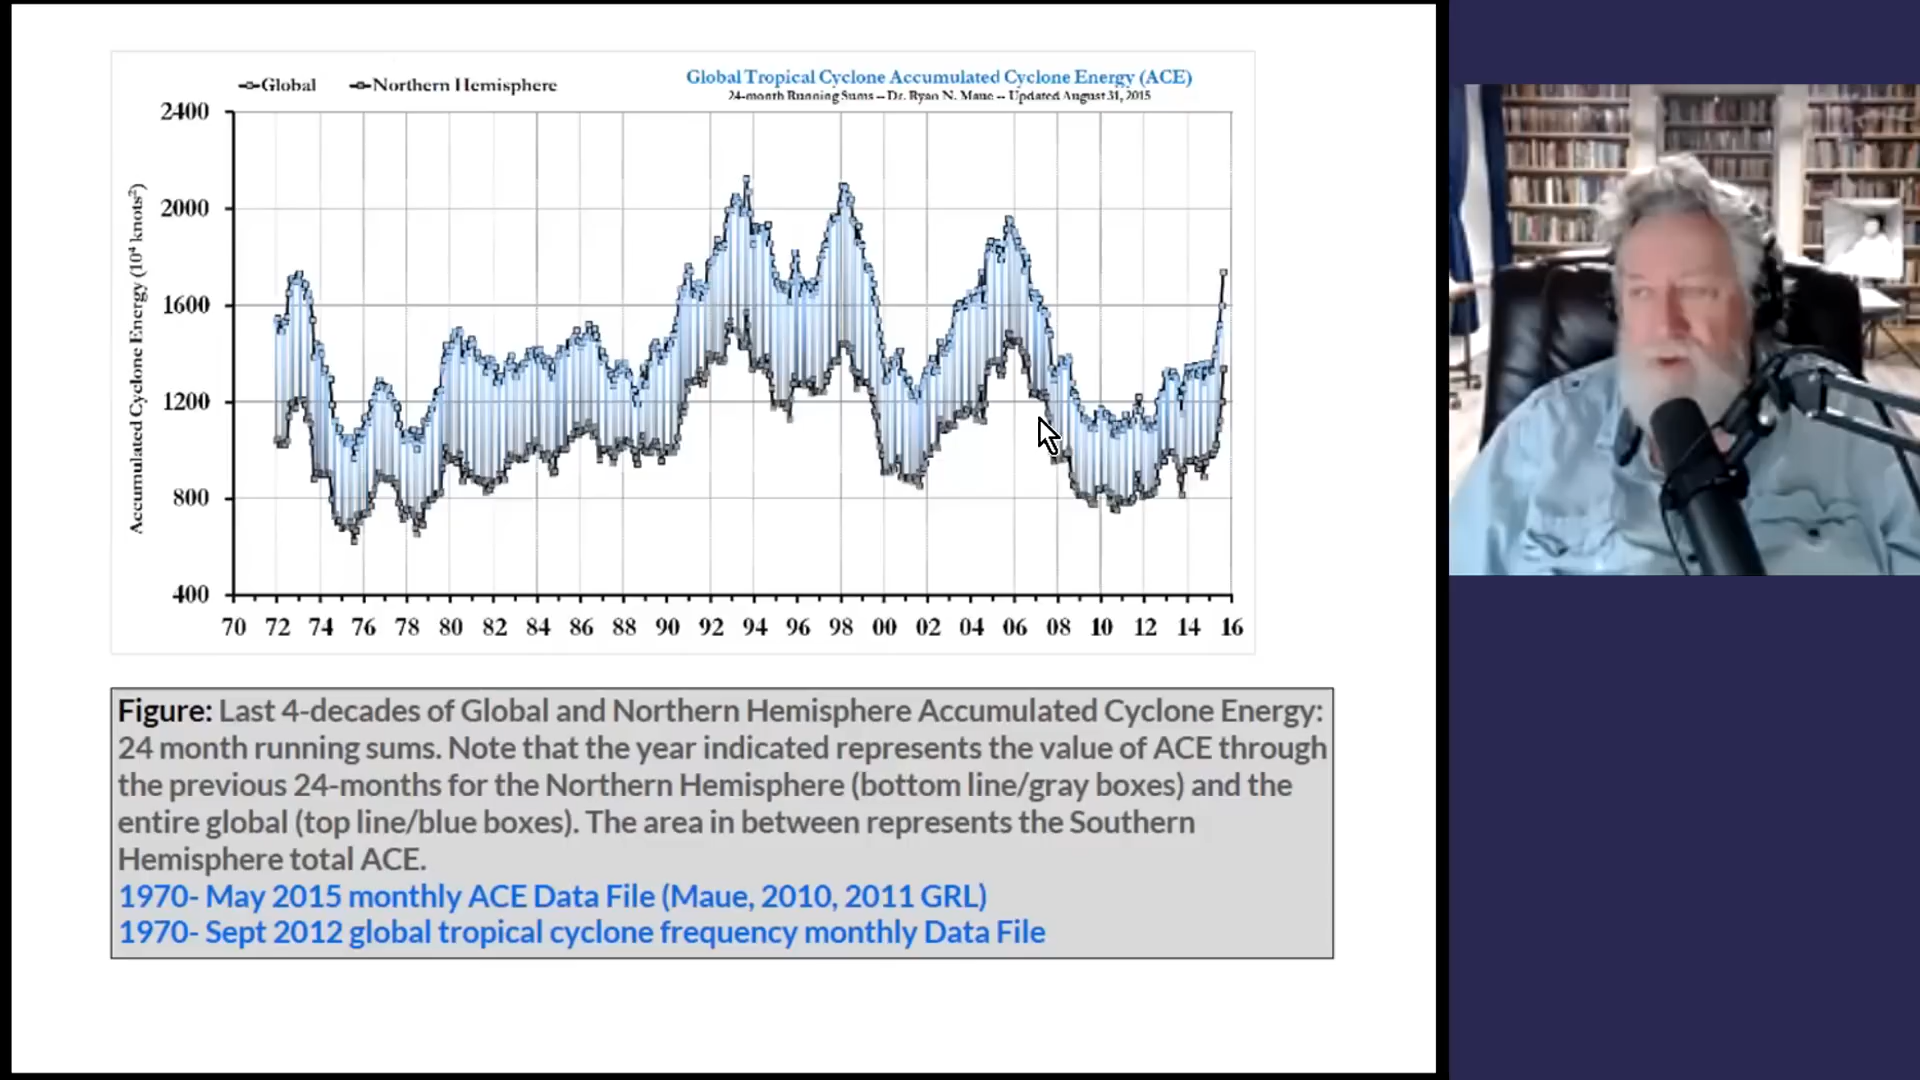 Global Northern Hemisphere
Global Tropical Cyclone Accumulated Cyclone Energy (ACE)
24-month Running Sums -- Dr. Ryan N. Maue -- Updated August 31, 2015
Accumulated Cyclone Energy (10⁴ knots²)
2400
2000
1600
1200
800
400
70 72 74 76 78 80 82 84 86 88 90 92 94 96 98 00 02 04 06 08 10 12 14 16
Figure: Last 4-decades of Global and Northern Hemisphere Accumulated Cyclone Energy:
24 month running sums. Note that the year indicated represents the value of ACE through
the previous 24-months for the Northern Hemisphere (bottom line/gray boxes) and the
entire global (top line/blue boxes). The area in between represents the Southern
Hemisphere total ACE.
1970- May 2015 monthly ACE Data File (Maue, 2010, 2011 GRL)
1970- Sept 2012 global tropical cyclone frequency monthly Data File